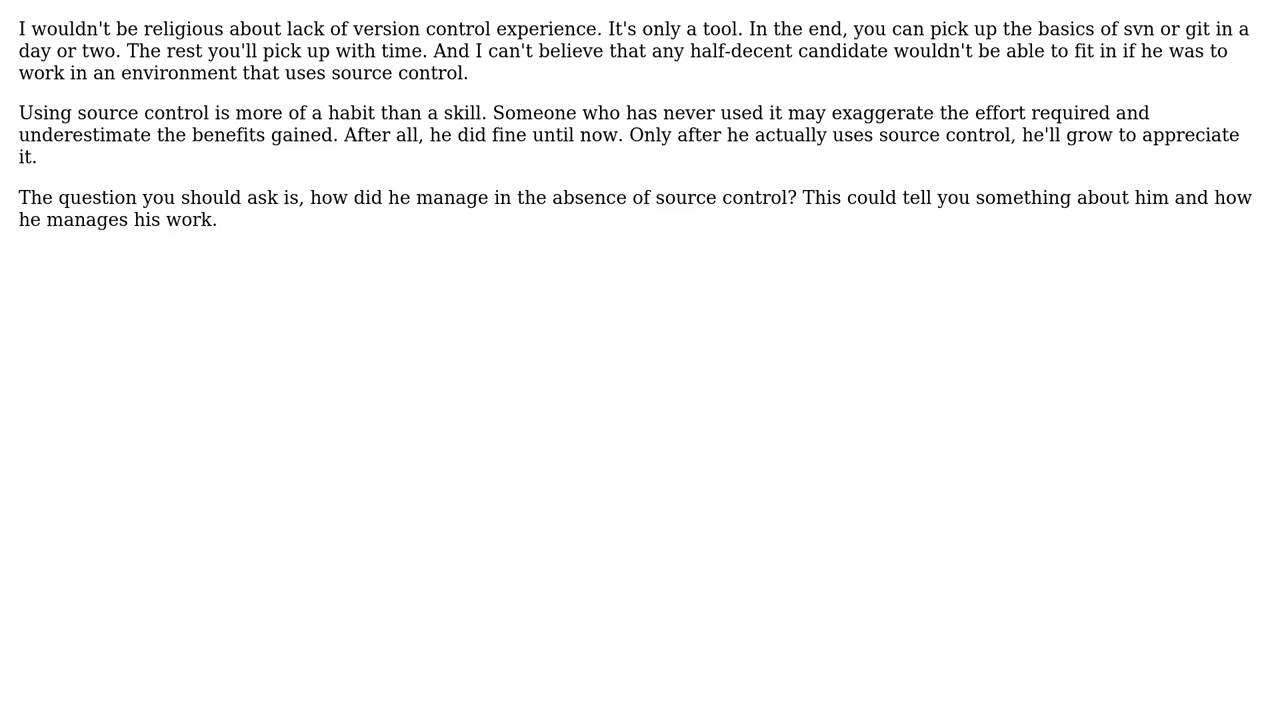 I wouldn't be religious about lack of version control experience. It's only a tool. In the end, you can pick up the basics of svn or git in a
day or two. The rest you'll pick up with time. And I can't believe that any half-decent candidate wouldn't be able to fit in if he was to
work in an environment that uses source control.
Using source control is more of a habit than a skill. Someone who has never used it may exaggerate the effort required and
underestimate the benefits gained. After all, he did fine until now. Only after he actually uses source control, he'll grow to appreciate
it.
The question you should ask is, how did he manage in the absence of source control? This could tell you something about him and how
he manages his work.